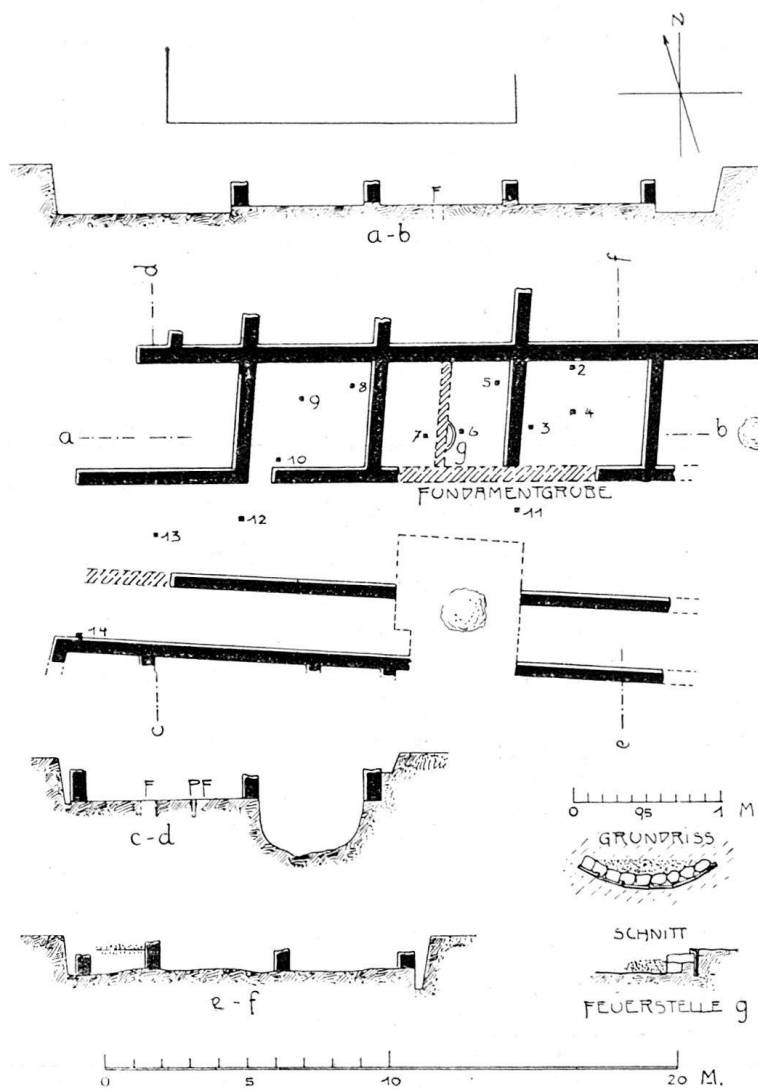 N
F
a-b
d
f
2
8
5
9
4
a
7
6
3
b
g
10
FUNDAMENTGRUBE
11
12
13
14
c
e
F PF
c-d
0 05 1 M
GRUNDRISS
SCHNITT
e-f
FEUERSTELLE g
0 5 10 20 M.